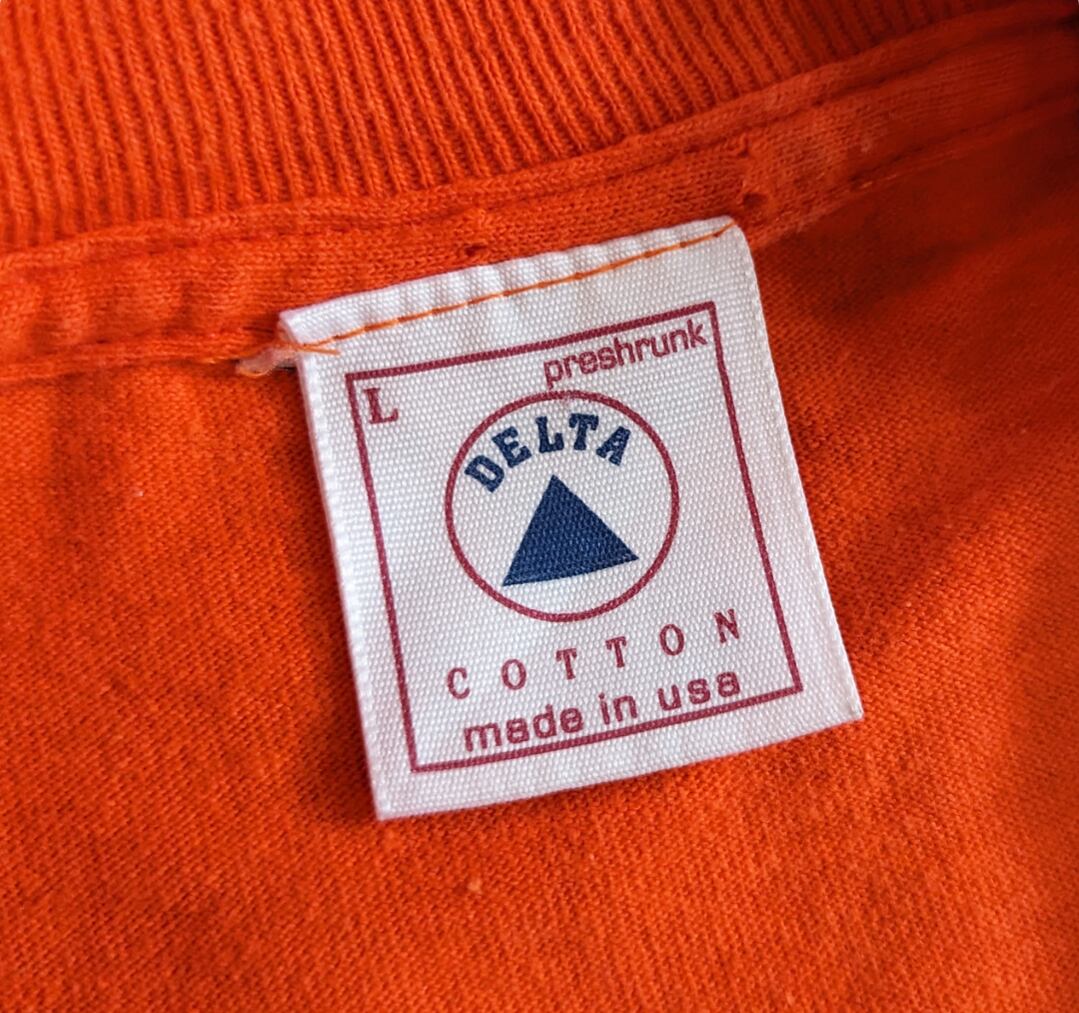 preshrunk
L
DELTA
COTTON
made in usa